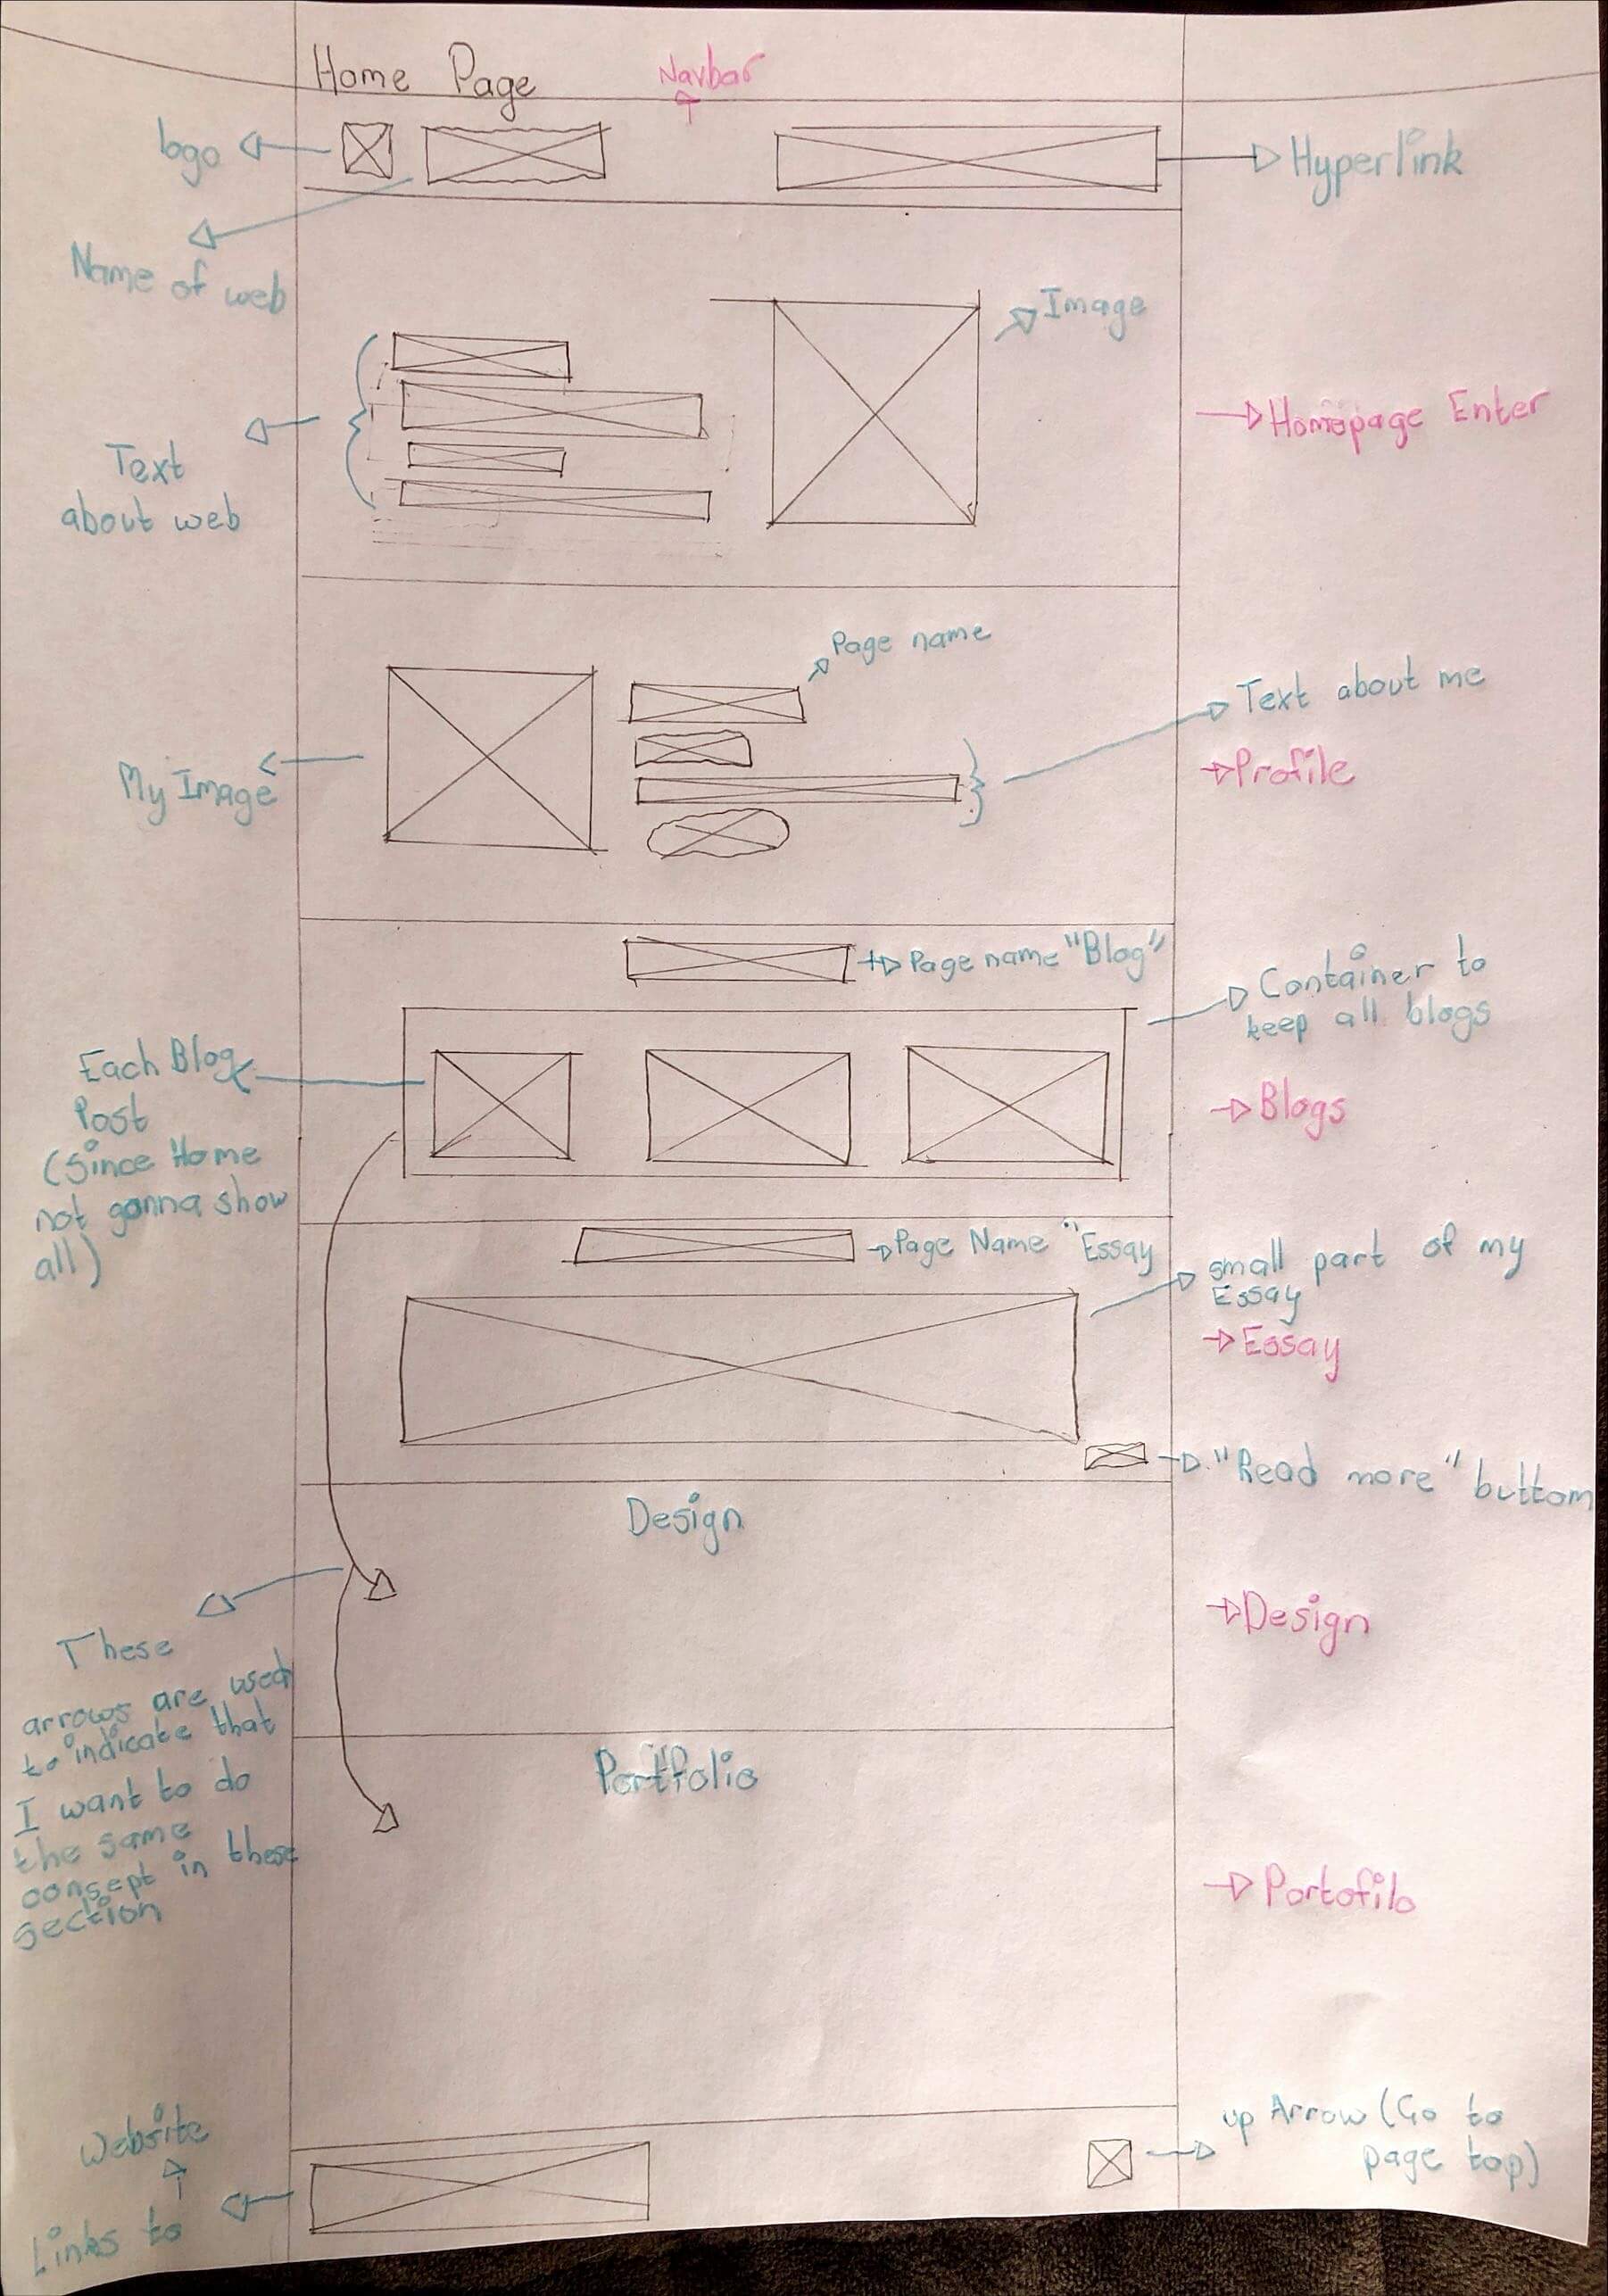 Home Page
Navbar
logo
Hyperlink
Name of web
Image
Homepage Enter
Text
about web
Page name
Text about me
Profile
My Image
Page name "Blog"
Container to
keep all blogs
Each Blog
Post
(Since Home
not gonna show
all)
Blogs
Page Name "Essay
small part of my
Essay
Essay
"Read more" buttom
Design
Design
These
arrows are used
to indicate that
I want to do
the same
consept in these
section
Portfolio
Portofilo
up Arrow (Go to
page top)
Website
Links to